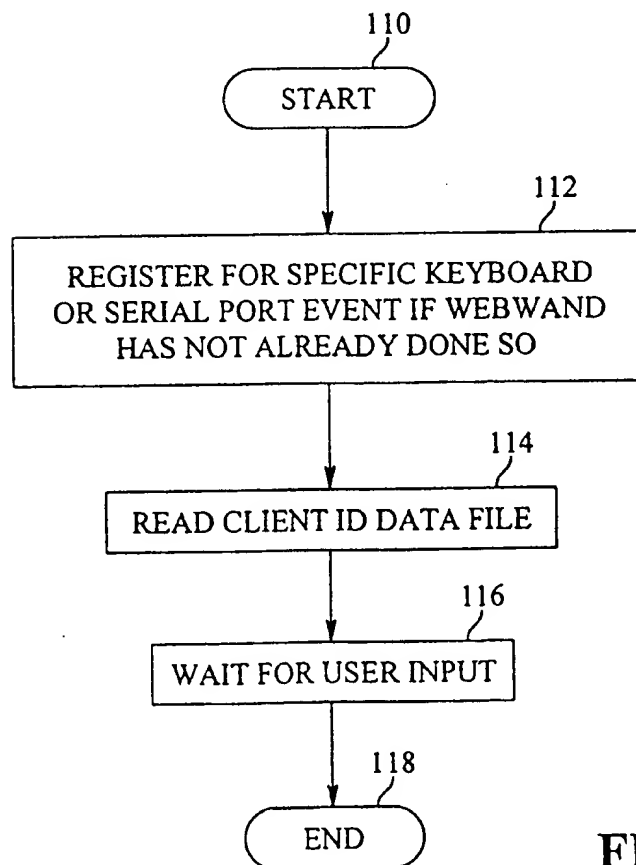 110
START
112
REGISTER FOR SPECIFIC KEYBOARD
OR SERIAL PORT EVENT IF WEBWAND
HAS NOT ALREADY DONE SO
114
READ CLIENT ID DATA FILE
116
WAIT FOR USER INPUT
118
END